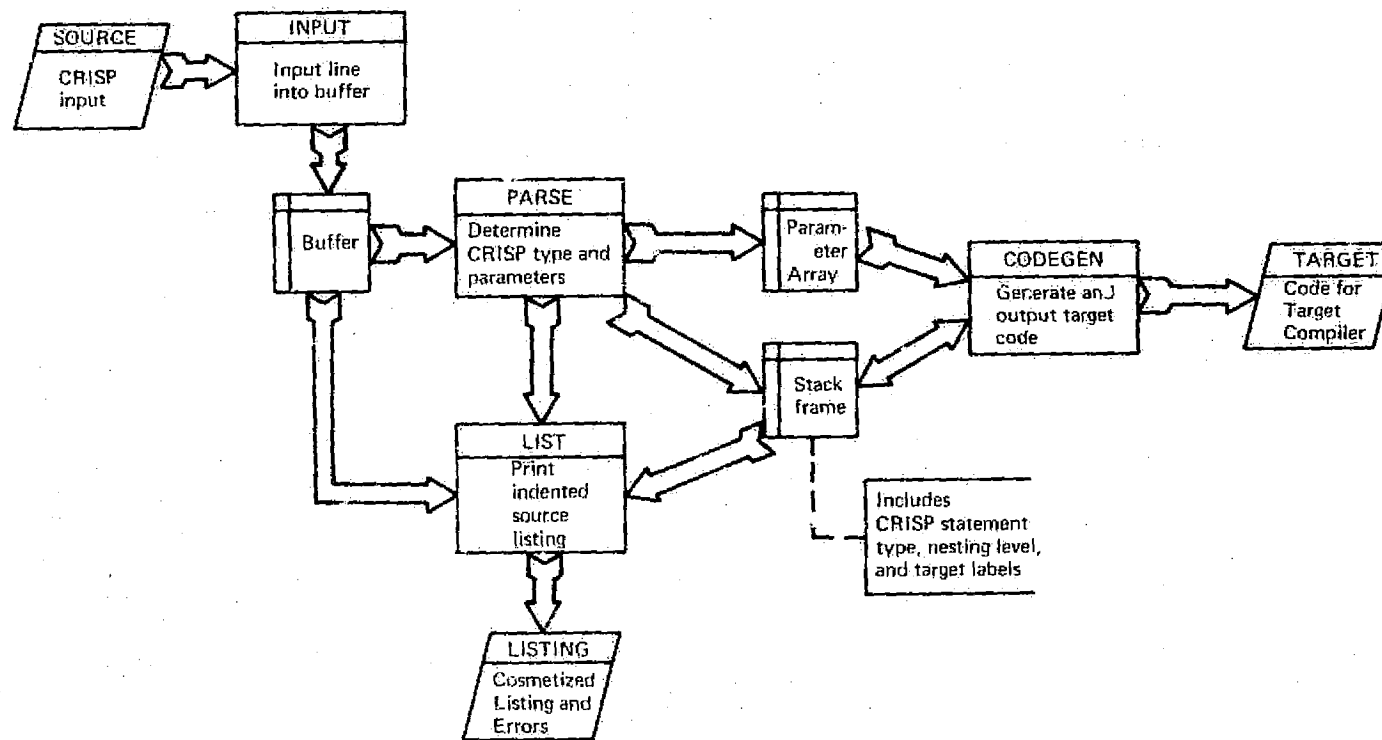 SOURCE
CRISP
input
INPUT
Input line
into buffer
Buffer
PARSE
Determine
CRISP type and
parameters
Param-
eter
Array
CODEGEN
Generate and
output target
code
TARGET
Code for
Target
Compiler
Stack
frame
LIST
Print
indented
source
listing
Includes
CRISP statement
type, nesting level,
and target labels
LISTING
Cosmetized
Listing and
Errors